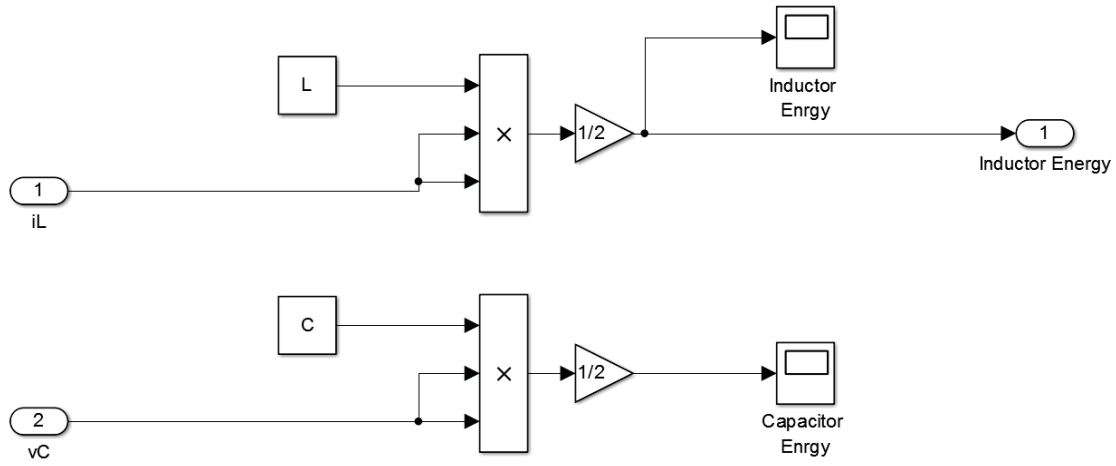 L
×
1/2
Inductor
Enrgy
1
Inductor Energy
1
iL
C
×
1/2
Capacitor
Enrgy
2
vC